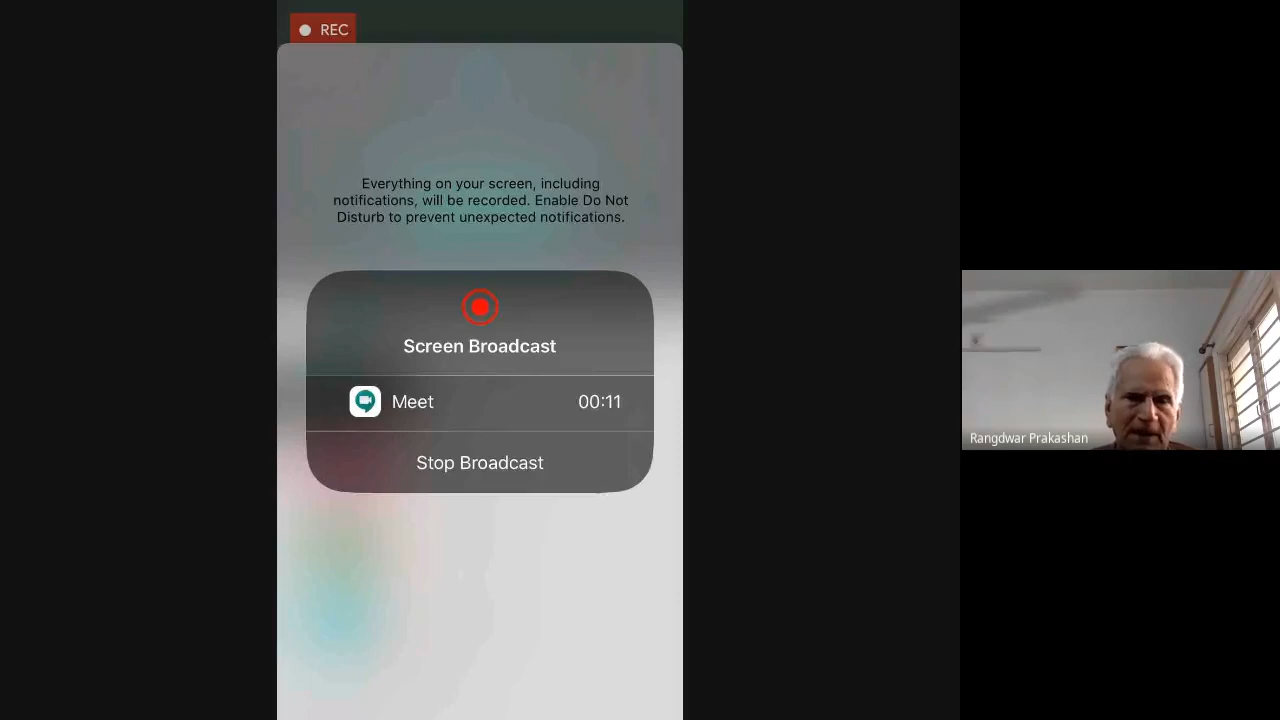 REC
Everything on your screen, including
notifications, will be recorded. Enable Do Not
Disturb to prevent unexpected notifications.
Screen Broadcast
Meet 00:11
Stop Broadcast
Rangdwar Prakashan